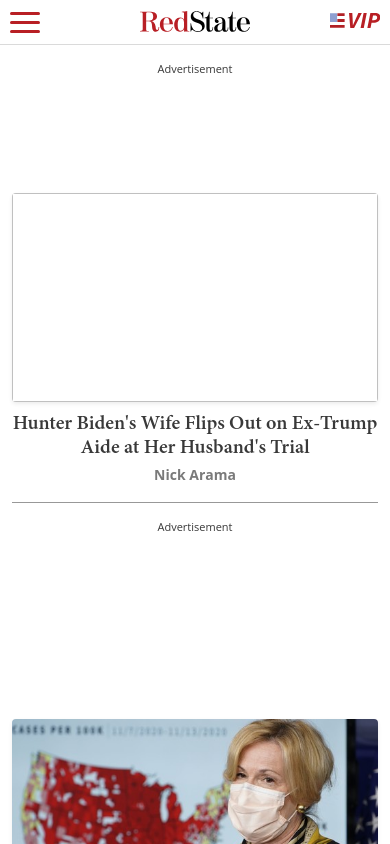 RedState
VIP
Advertisement
Hunter Biden's Wife Flips Out on Ex-Trump
Aide at Her Husband's Trial
Nick Arama
Advertisement
CASES PER 100K | 11/7/2020-11/13/2020